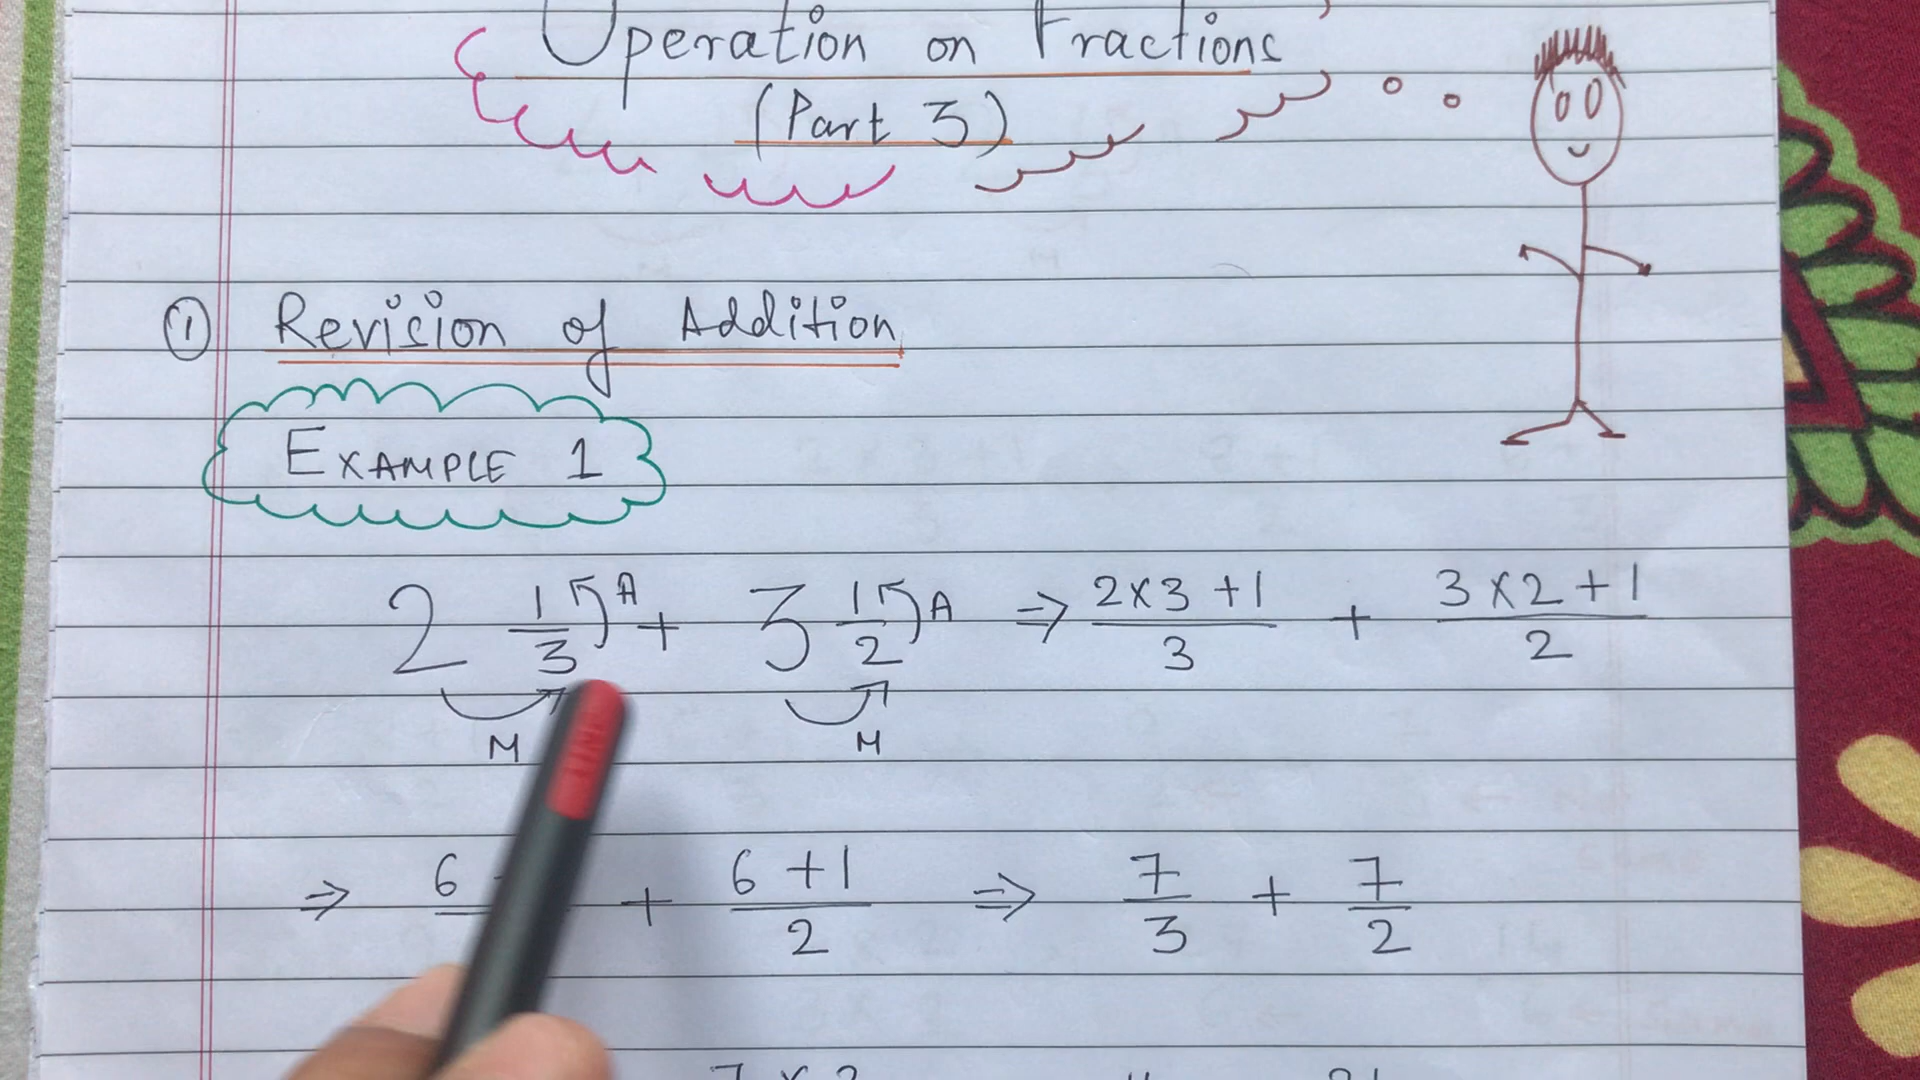 Operation on Fractions
(Part 3)
① Revision of Addition
EXAMPLE 1
2 1/3 A + 3 1/2 A ⇒ 2×3+1/3 + 3×2+1/2
M M
⇒ 6 + 6+1/2 ⇒ 7/3 + 7/2